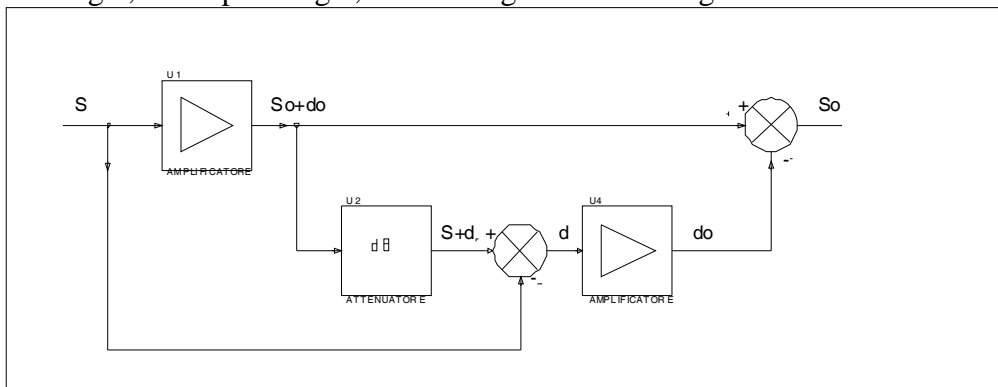 U1
S
So+do
+
So
AMPLIFICATORE
-
U2
U4
S+d
+
d
do
dB
-
ATTENUATORE
AMPLIFICATORE